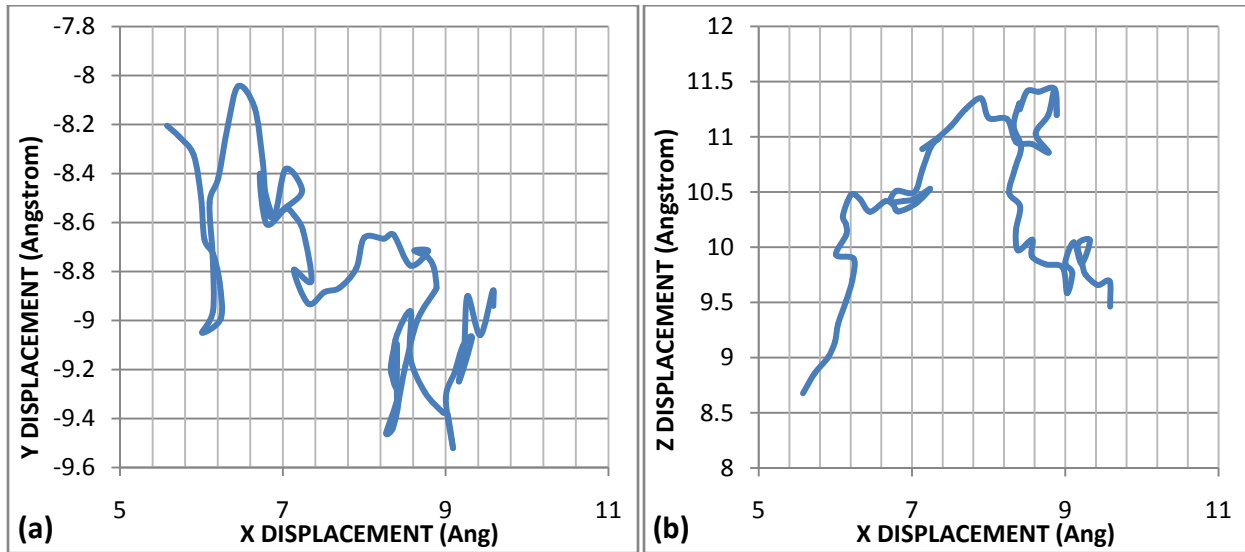 Y DISPLACEMENT (Angstrom)
-7.8
-8
-8.2
-8.4
-8.6
-8.8
-9
-9.2
-9.4
-9.6
5 7 9 11
X DISPLACEMENT (Ang)
(a)
Z DISPLACEMENT (Angstrom)
12
11.5
11
10.5
10
9.5
9
8.5
8
5 7 9 11
X DISPLACEMENT (Ang)
(b)